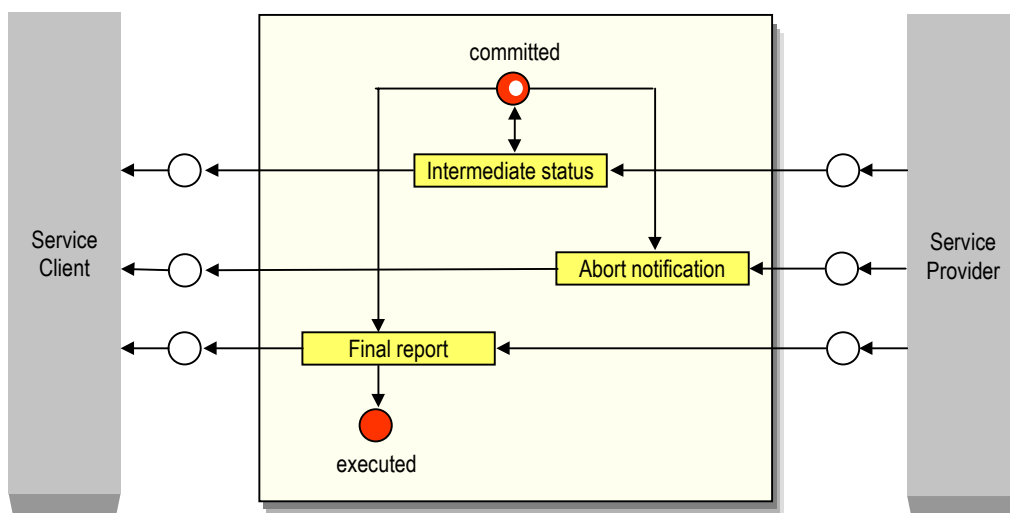 committed
Intermediate status
Service
Client
Abort notification
Service
Provider
Final report
executed